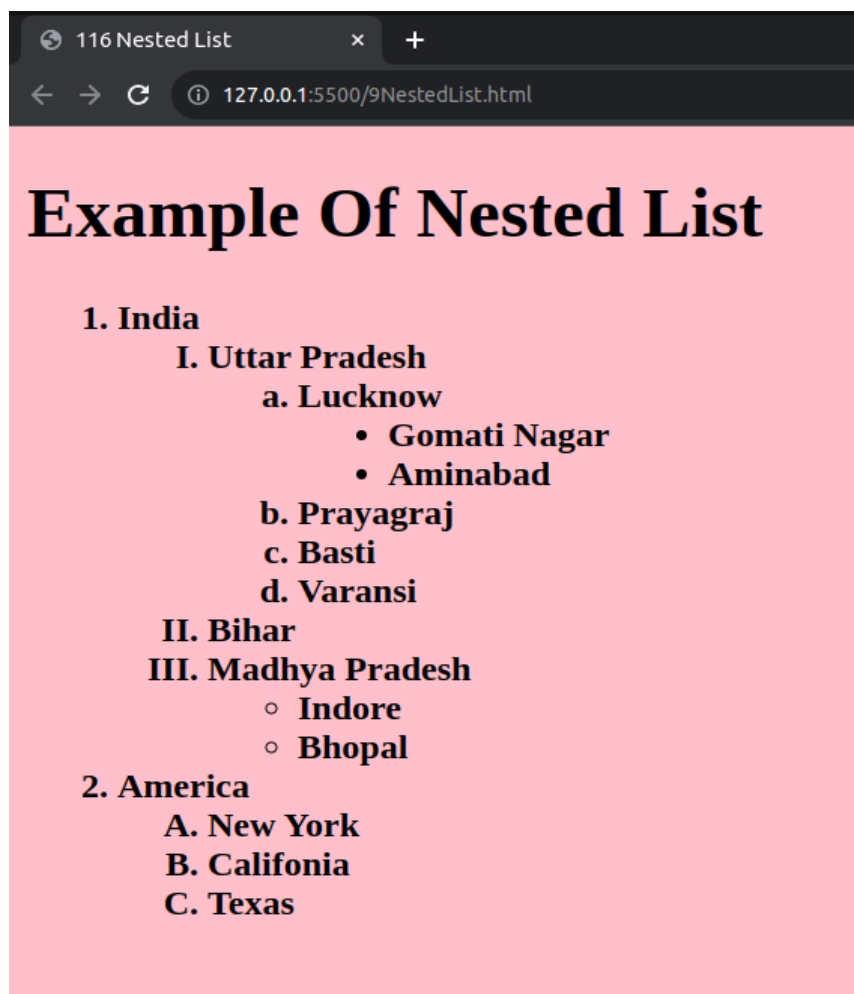 116 Nested List
127.0.0.1:5500/9NestedList.html
Example Of Nested List
1. India
I. Uttar Pradesh
a. Lucknow
• Gomati Nagar
• Aminabad
b. Prayagraj
c. Basti
d. Varansi
II. Bihar
III. Madhya Pradesh
◦ Indore
◦ Bhopal
2. America
A. New York
B. Califonia
C. Texas